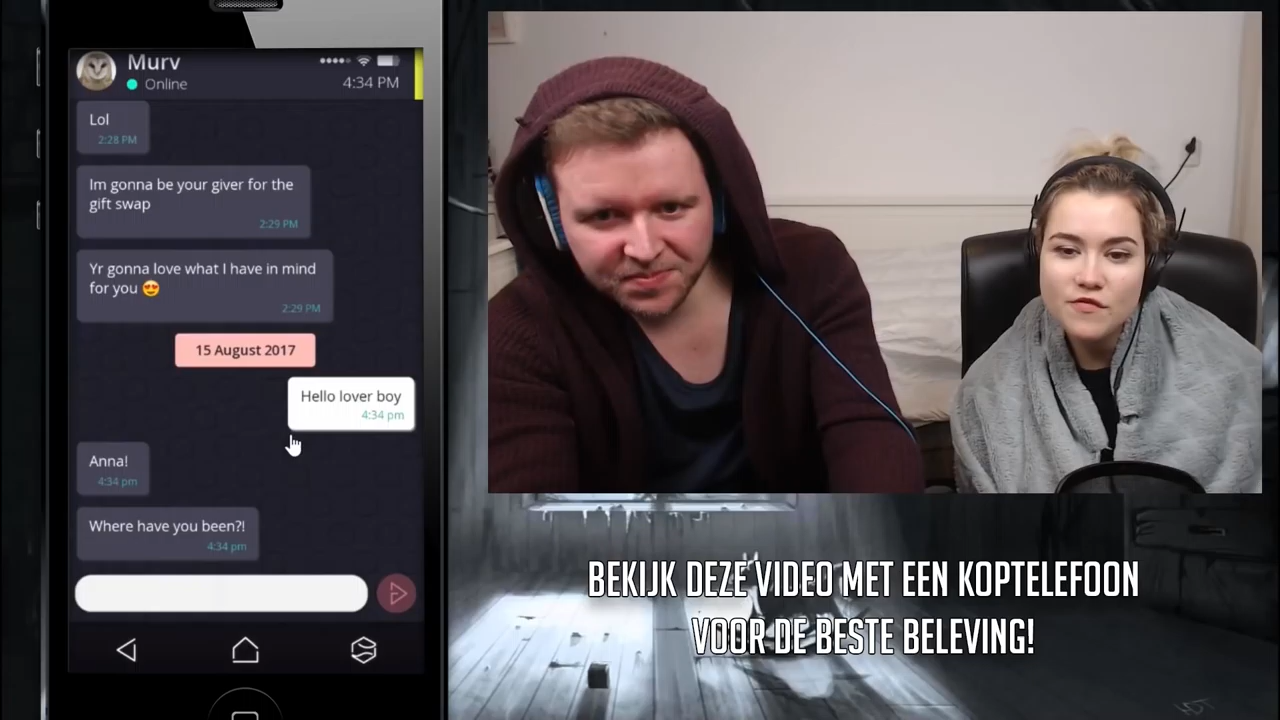 Murv
Online
4:34 PM
Lol
2:28 PM
Im gonna be your giver for the
gift swap
2:29 PM
Yr gonna love what I have in mind
for you 😍
2:29 PM
15 August 2017
Hello lover boy
4:34 pm
Anna!
4:34 pm
Where have you been?!
4:34 pm
BEKIJK DEZE VIDEO MET EEN KOPTELEFOON
VOOR DE BESTE BELEVING!